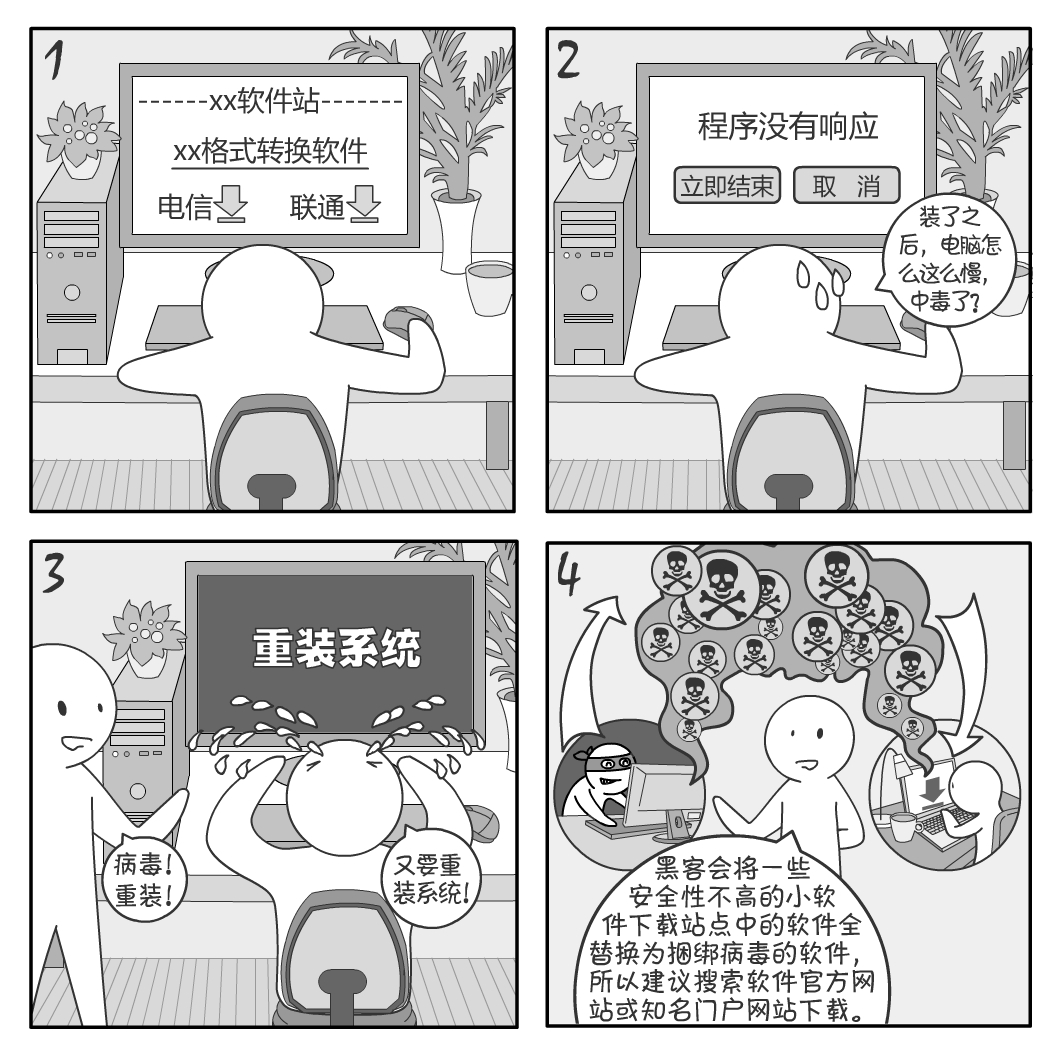 1
------xx软件站------
xx格式转换软件
电信 联通
2
程序没有响应
立即结束 取 消
装了之
后，电脑怎
么这么慢，
中毒了？
3
重装系统
病毒！
重装！
又要重
装系统！
4
黑客会将一些
安全性不高的小软
件下载站点中的软件全
替换为捆绑病毒的软件，
所以建议搜索软件官方网
站或知名门户网站下载。